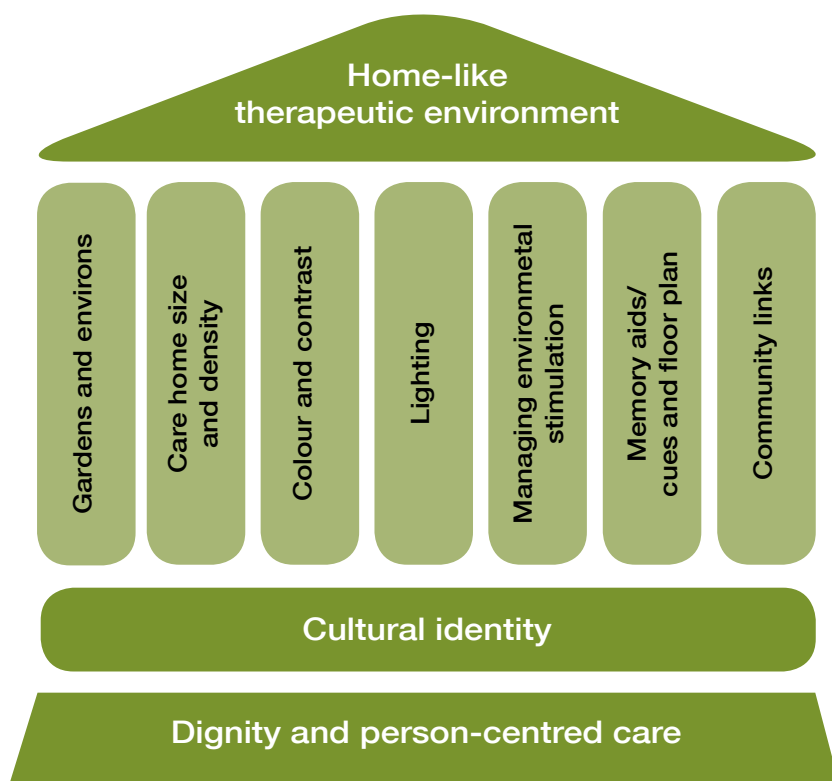 Home-like
therapeutic environment
Gardens and environs
Care home size
and density
Colour and contrast
Lighting
Managing environmetal
stimulation
Memory aids/
cues and floor plan
Community links
Cultural identity
Dignity and person-centred care